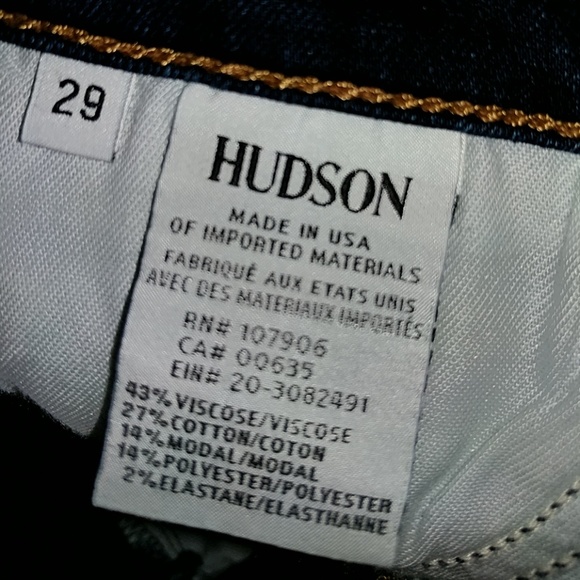 29
HUDSON
MADE IN USA
OF IMPORTED MATERIALS
FABRIQUÉ AUX ETATS UNIS
AVEC DES MATERIAUX IMPORTÉS
RN# 107906
CA# 00635
EIN# 20-3082491
43% VISCOSE/VISCOSE
27% COTTON/COTON
14% MODAL/MODAL
14% POLYESTER/POLYESTER
2% ELASTANE/ELASTHANNE